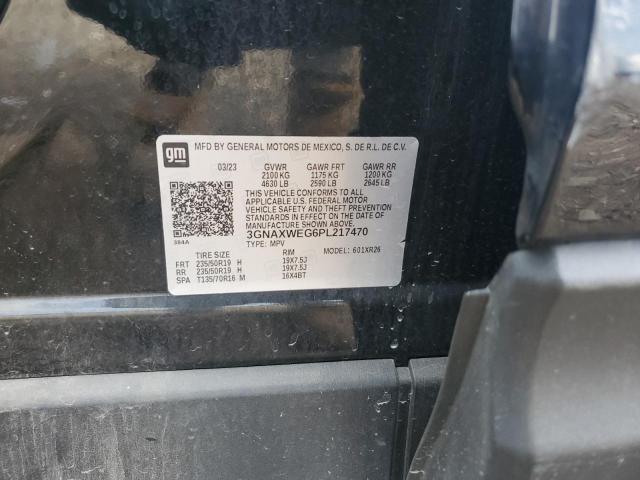 gm
MFD BY GENERAL MOTORS DE MEXICO, S. DE R.L. DE C.V.
03/23 GVWR GAWR FRT GAWR RR
2100 KG 1175 KG 1200 KG
4630 LB 2590 LB 2645 LB
THIS VEHICLE CONFORMS TO ALL
APPLICABLE U.S. FEDERAL MOTOR
VEHICLE SAFETY AND THEFT PREVENTION
STANDARDS IN EFFECT ON THE DATE OF
MANUFACTURE SHOWN ABOVE.
3GNAXWEG6PL217470
384A
TYPE: MPV MODEL: 601XR26
TIRE SIZE RIM
FRT 235/50R19 H 19X7.5J
RR 235/50R19 H 19X7.5J
SPA T135/70R16 M 16X4BT